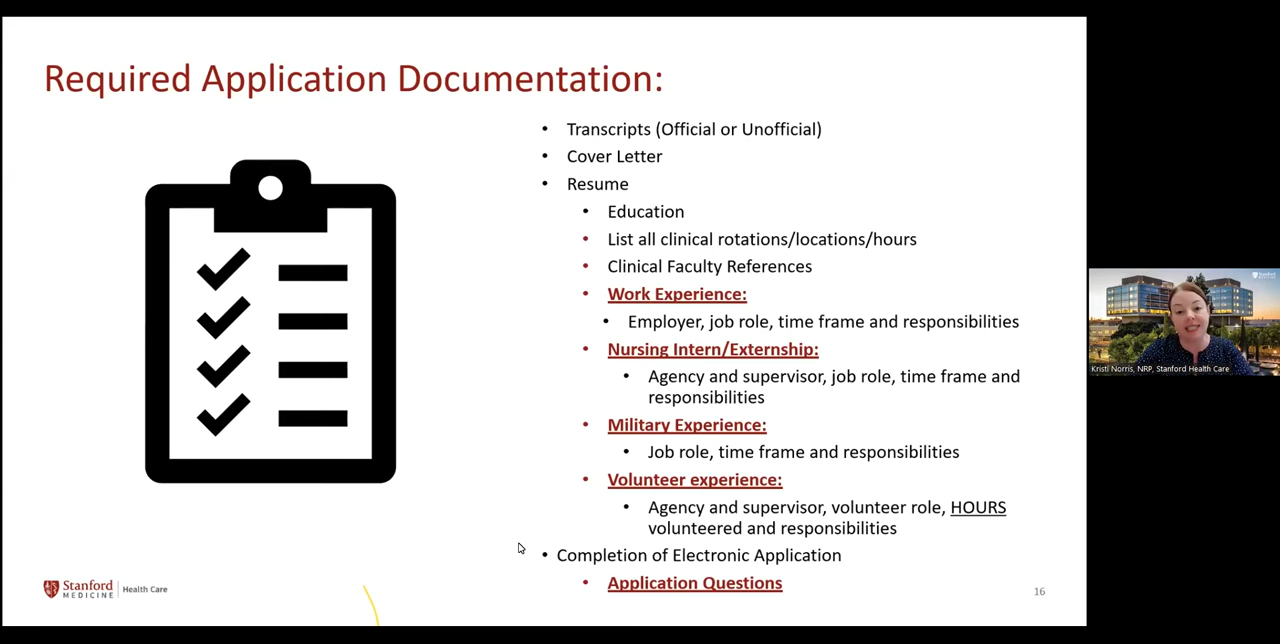 Required Application Documentation:
• Transcripts (Official or Unofficial)
• Cover Letter
• Resume
• Education
• List all clinical rotations/locations/hours
• Clinical Faculty References
• Work Experience:
• Employer, job role, time frame and responsibilities
• Nursing Intern/Externship:
• Agency and supervisor, job role, time frame and
responsibilities
• Military Experience:
• Job role, time frame and responsibilities
• Volunteer experience:
• Agency and supervisor, volunteer role, HOURS
volunteered and responsibilities
• Completion of Electronic Application
• Application Questions
Stanford
MEDICINE
Health Care
16
Stanford
Kristi Norris, NRP, Stanford Health Care